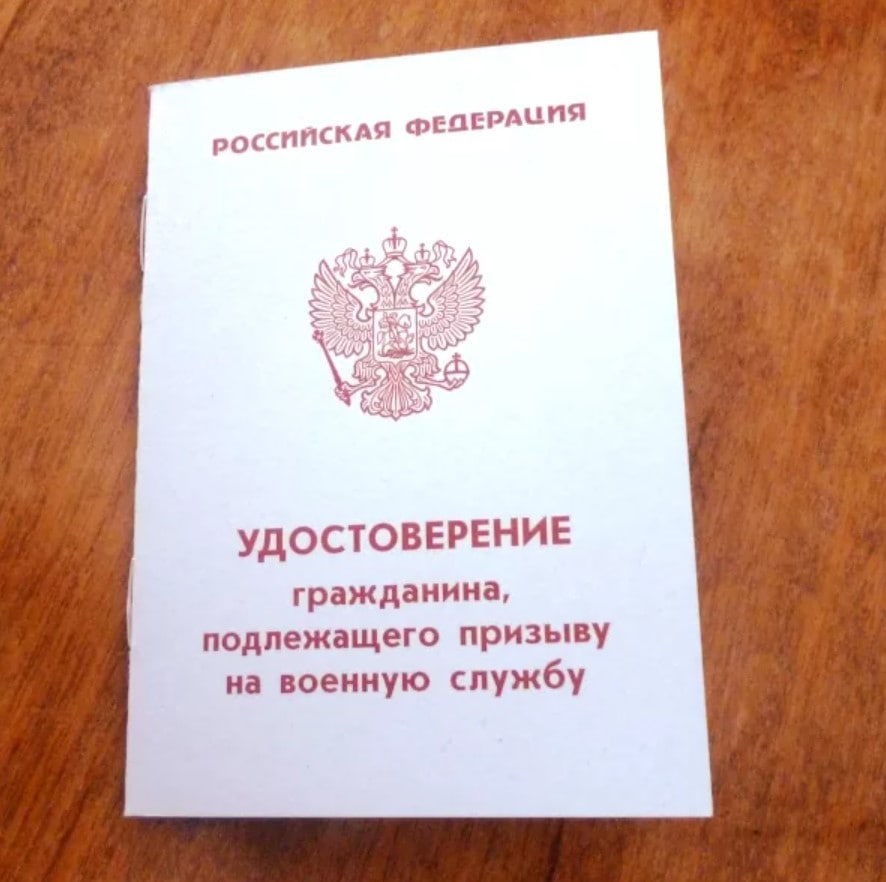 РОССИЙСКАЯ ФЕДЕРАЦИЯ
УДОСТОВЕРЕНИЕ
гражданина,
подлежащего призыву
на военную службу